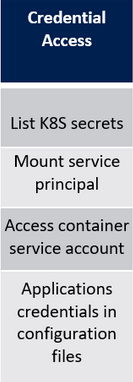 Credential
Access
List K8S secrets
Mount service
principal
Access container
service account
Applications
credentials in
configuration
files